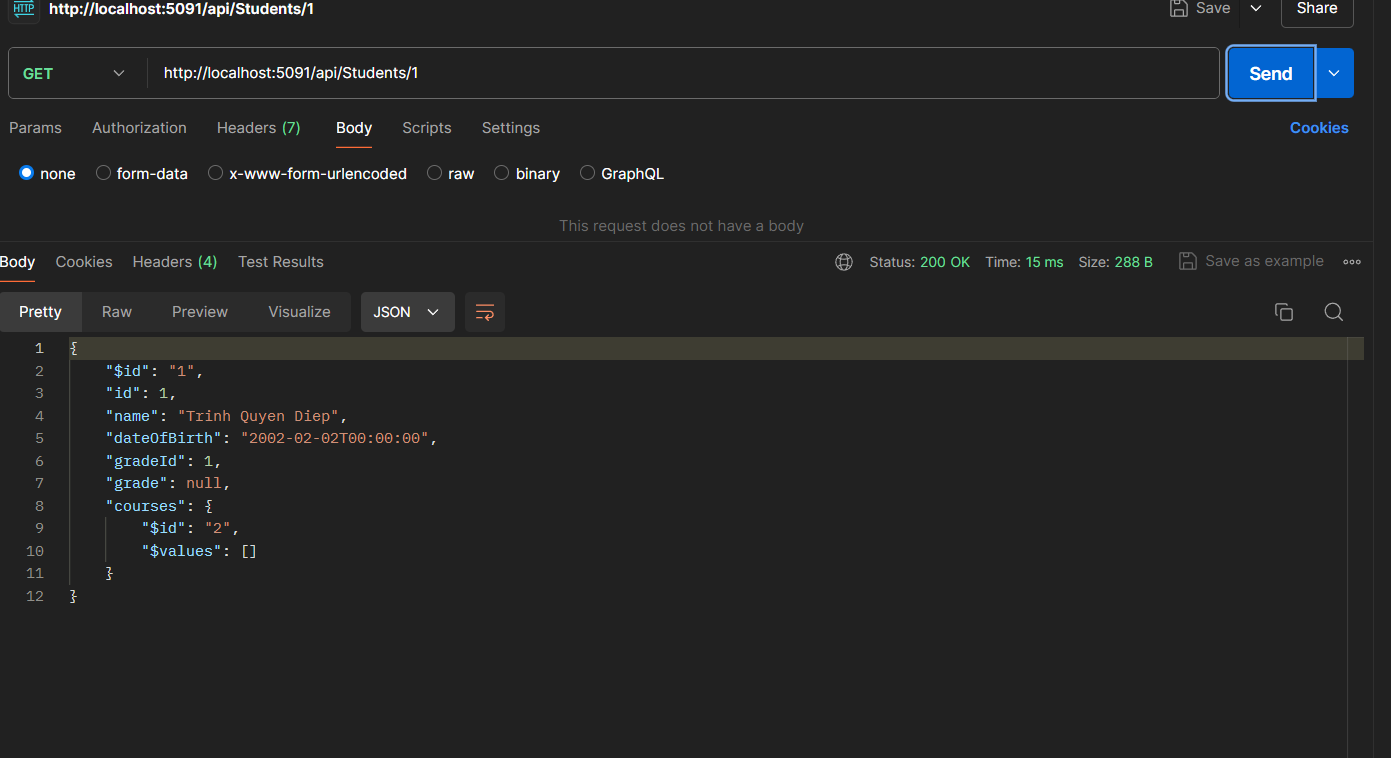 HTTP http://localhost:5091/api/Students/1 Save Share
GET http://localhost:5091/api/Students/1 Send
Params Authorization Headers (7) Body Scripts Settings Cookies
none form-data x-www-form-urlencoded raw binary GraphQL
This request does not have a body
Body Cookies Headers (4) Test Results Status: 200 OK Time: 15 ms Size: 288 B Save as example
Pretty Raw Preview Visualize JSON
1 {
2 "$id": "1",
3 "id": 1,
4 "name": "Trinh Quyen Diep",
5 "dateOfBirth": "2002-02-02T00:00:00",
6 "gradeId": 1,
7 "grade": null,
8 "courses": {
9 "$id": "2",
10 "$values": []
11 }
12 }